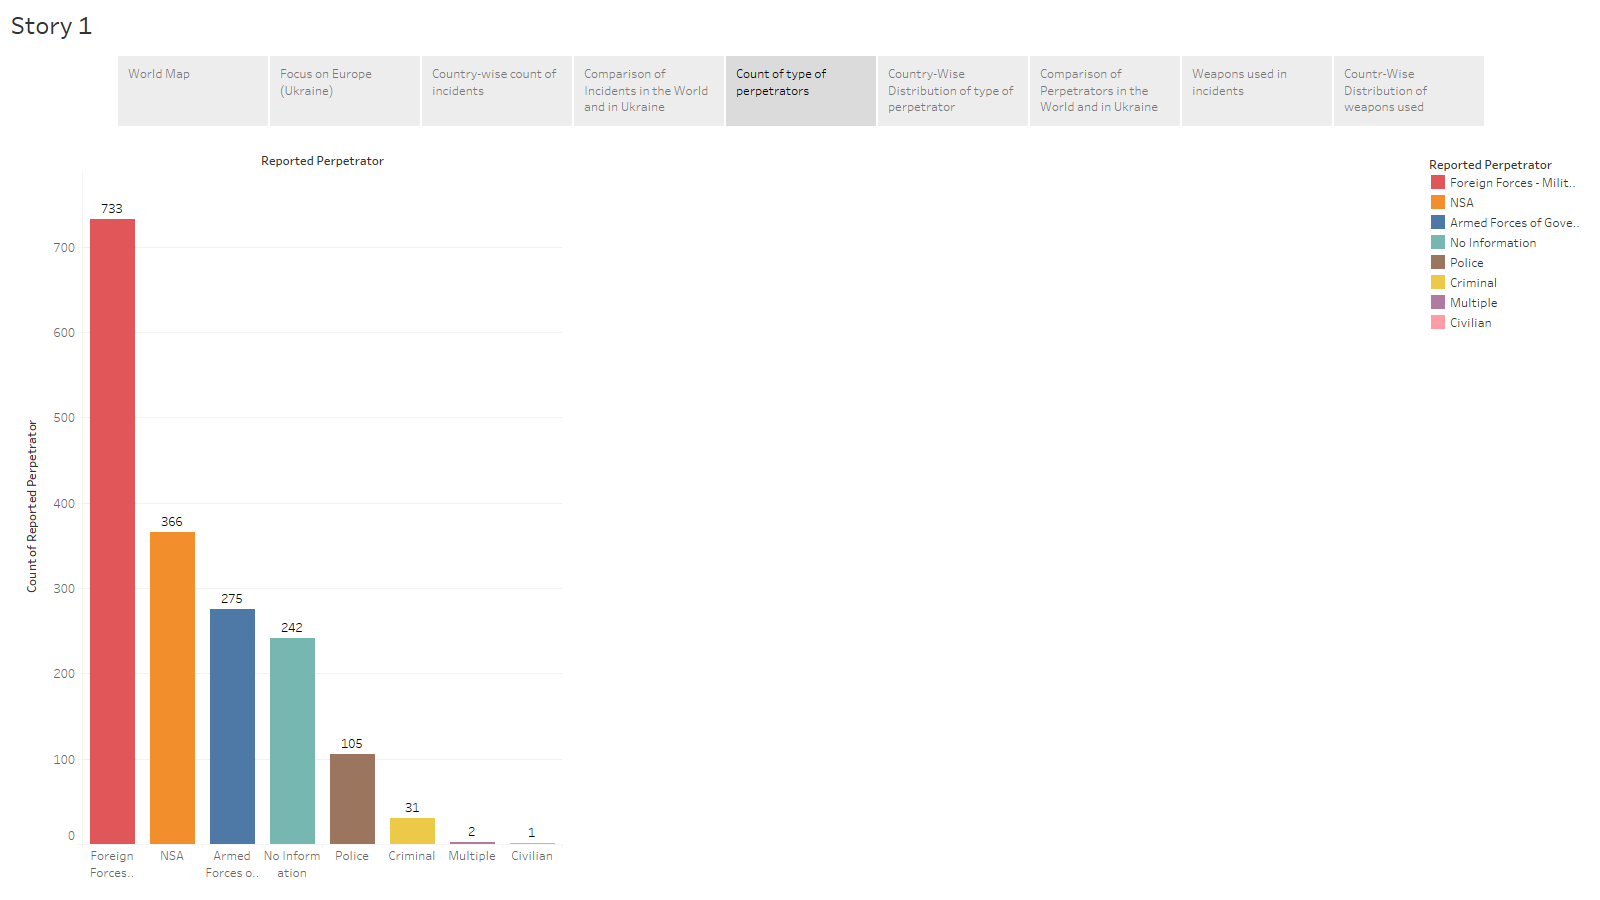 Story 1
World Map
Focus on Europe
(Ukraine)
Country-wise count of
incidents
Comparison of
Incidents in the World
and in Ukraine
Count of type of
perpetrators
Country-Wise
Distribution of type of
perpetrator
Comparison of
Perpetrators in the
World and in Ukraine
Weapons used in
incidents
Countr-Wise
Distribution of
weapons used
Reported Perpetrator
Count of Reported Perpetrator
700
600
500
400
300
200
100
0
733
366
275
242
105
31
2
1
Foreign
Forces..
NSA
Armed
Forces o..
No Inform
ation
Police
Criminal
Multiple
Civilian
Reported Perpetrator
Foreign Forces - Milit..
NSA
Armed Forces of Gove..
No Information
Police
Criminal
Multiple
Civilian